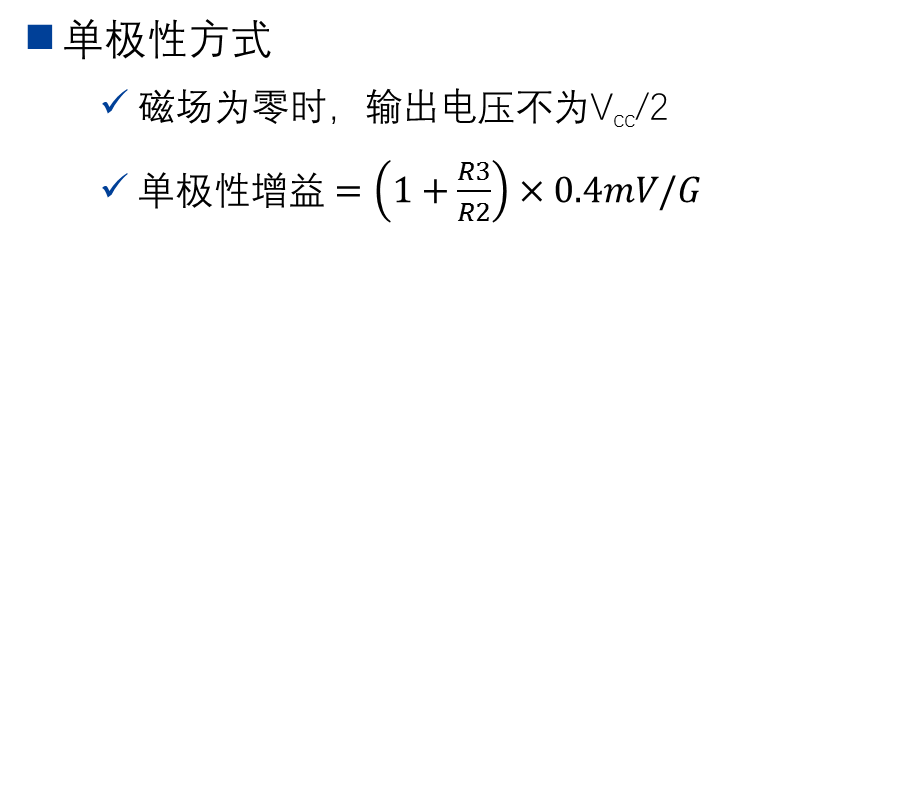 ■ 单极性方式
✓ 磁场为零时，输出电压不为V_CC/2
✓ 单极性增益 = (1 + R3/R2) × 0.4mV/G